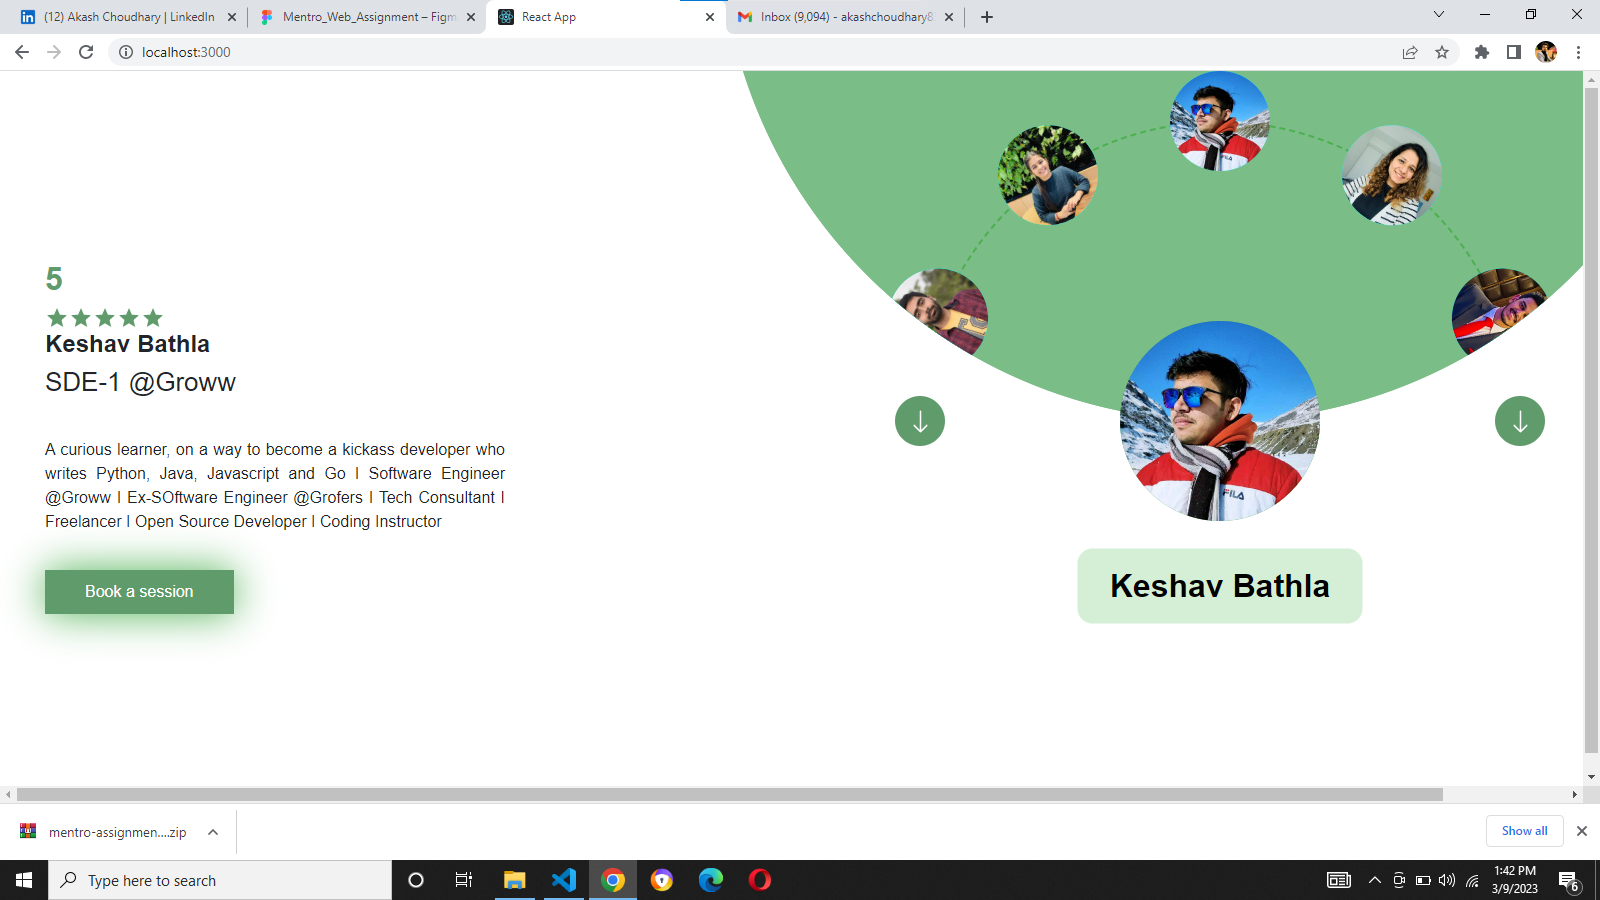 (12) Akash Choudhary | LinkedIn
Mentro_Web_Assignment – Figm
React App
Inbox (9,094) - akashchoudhary8
localhost:3000
5
Keshav Bathla
SDE-1 @Groww
A curious learner, on a way to become a kickass developer who
writes Python, Java, Javascript and Go I Software Engineer
@Groww I Ex-SOftware Engineer @Grofers I Tech Consultant I
Freelancer I Open Source Developer I Coding Instructor
Book a session
FILA
FILA
Keshav Bathla
mentro-assignmen....zip
Show all
Type here to search
1:42 PM
3/9/2023
6